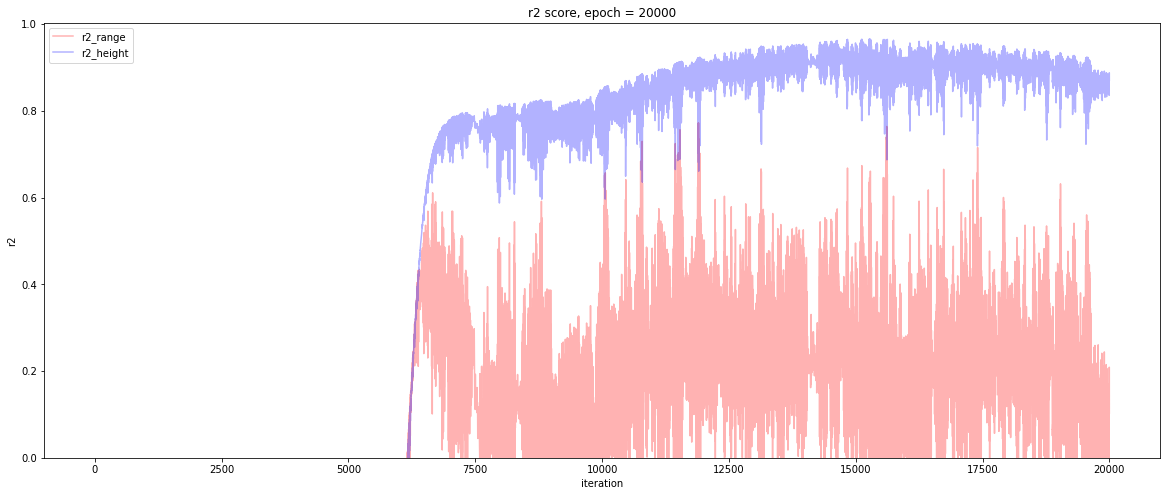 r2 score, epoch = 20000
r2_range
r2_height
1.0
0.8
0.6
0.4
0.2
0.0
r2
0 2500 5000 7500 10000 12500 15000 17500 20000
iteration